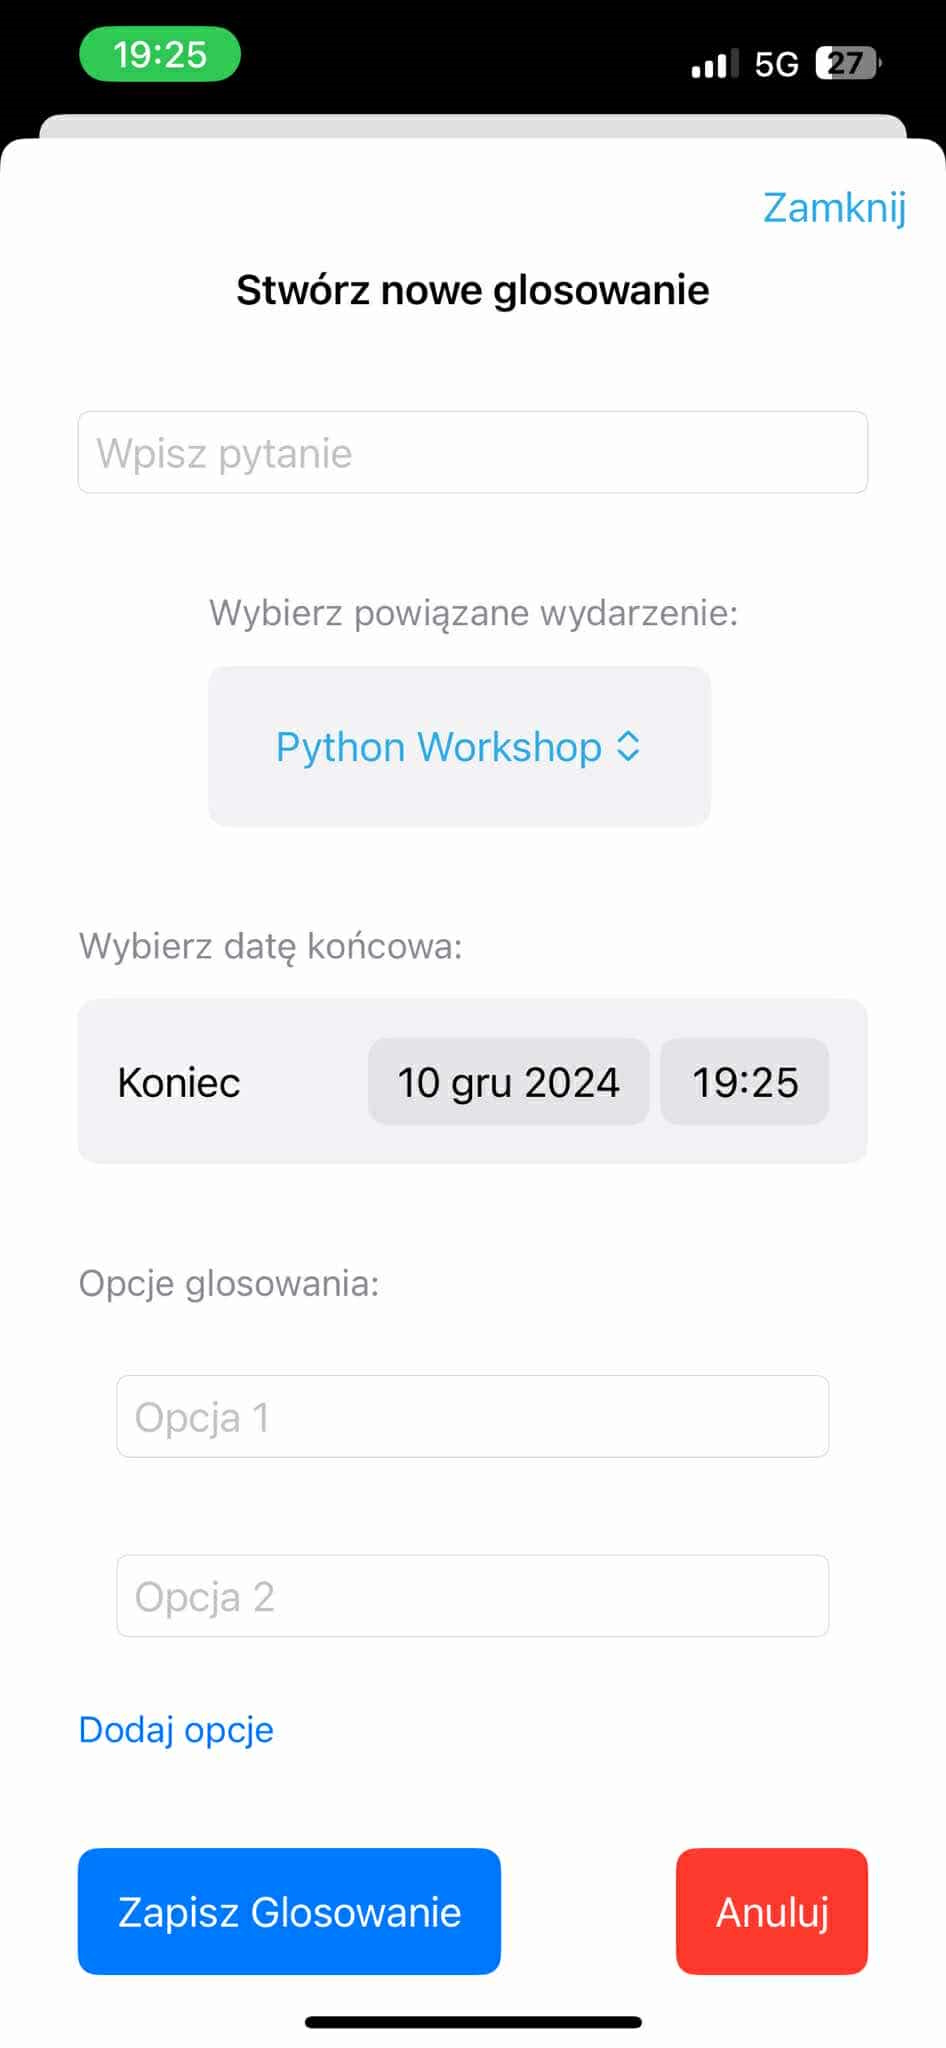 19:25
5G 27
Zamknij
Stwórz nowe glosowanie
Wpisz pytanie
Wybierz powiązane wydarzenie:
Python Workshop
Wybierz datę końcowa:
Koniec 10 gru 2024 19:25
Opcje glosowania:
Opcja 1
Opcja 2
Dodaj opcje
Zapisz Glosowanie Anuluj